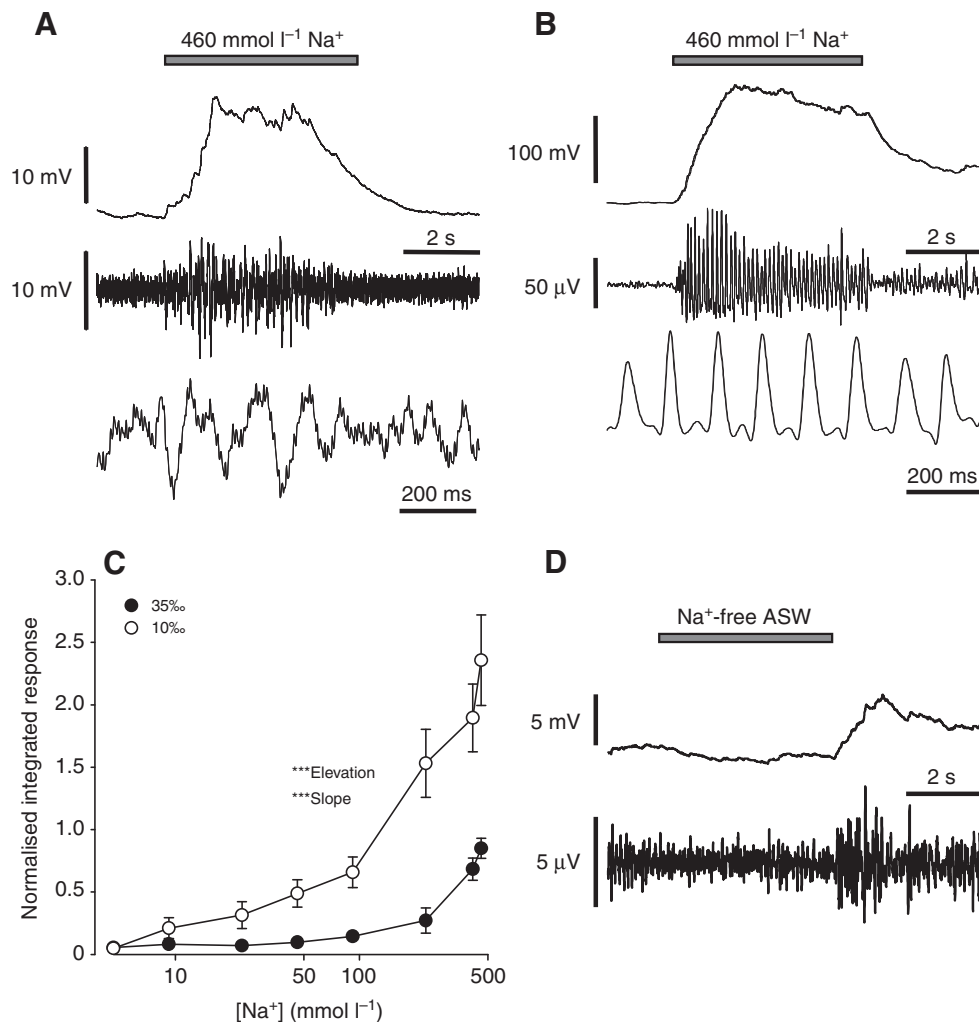 A
460 mmol l⁻¹ Na⁺
10 mV
2 s
10 mV
200 ms
B
460 mmol l⁻¹ Na⁺
100 mV
2 s
50 μV
200 ms
C
Normalised integrated response
3.0
2.5
2.0
1.5
1.0
0.5
0
35‰
10‰
***Elevation
***Slope
10
50
100
500
[Na⁺] (mmol l⁻¹)
D
Na⁺-free ASW
5 mV
2 s
5 μV